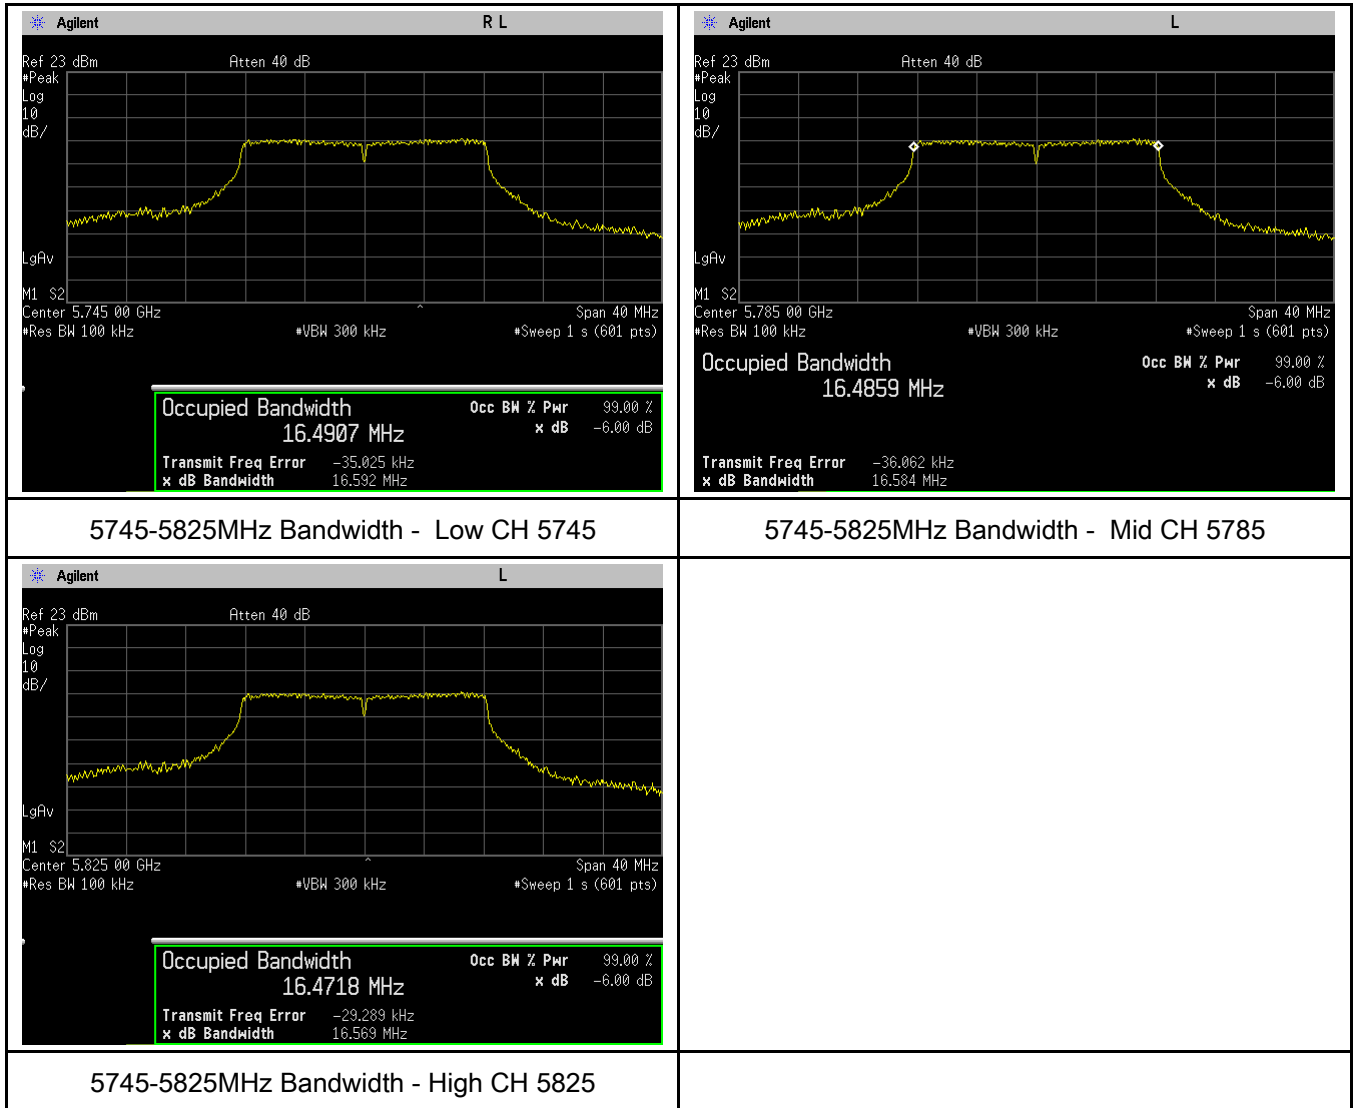 Agilent R L
Ref 23 dBm Atten 40 dB
#Peak
Log
10
dB/
LgAv
M1 S2
Center 5.745 00 GHz Span 40 MHz
#Res BW 100 kHz #VBW 300 kHz #Sweep 1 s (601 pts)
Occupied Bandwidth Occ BW % Pwr 99.00 %
16.4907 MHz x dB -6.00 dB
Transmit Freq Error -35.025 kHz
x dB Bandwidth 16.592 MHz
5745-5825MHz Bandwidth - Low CH 5745
Agilent L
Ref 23 dBm Atten 40 dB
#Peak
Log
10
dB/
LgAv
M1 S2
Center 5.785 00 GHz Span 40 MHz
#Res BW 100 kHz #VBW 300 kHz #Sweep 1 s (601 pts)
Occupied Bandwidth Occ BW % Pwr 99.00 %
16.4859 MHz x dB -6.00 dB
Transmit Freq Error -36.062 kHz
x dB Bandwidth 16.584 MHz
5745-5825MHz Bandwidth - Mid CH 5785
Agilent L
Ref 23 dBm Atten 40 dB
#Peak
Log
10
dB/
LgAv
M1 S2
Center 5.825 00 GHz Span 40 MHz
#Res BW 100 kHz #VBW 300 kHz #Sweep 1 s (601 pts)
Occupied Bandwidth Occ BW % Pwr 99.00 %
16.4718 MHz x dB -6.00 dB
Transmit Freq Error -29.289 kHz
x dB Bandwidth 16.569 MHz
5745-5825MHz Bandwidth - High CH 5825